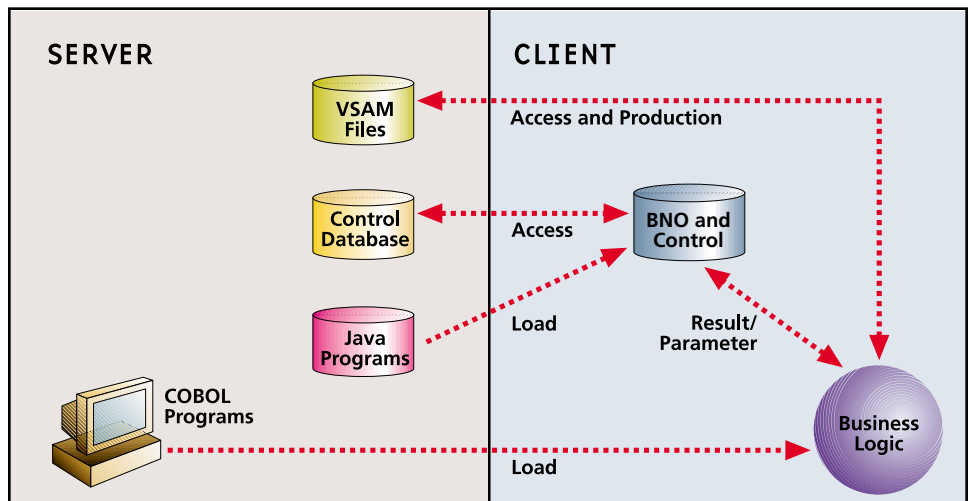 SERVER
CLIENT
VSAM
Files
Access and Production
Control
Database
Access
BNO and
Control
Java
Programs
Load
Result/
Parameter
COBOL
Programs
Business
Logic
Load